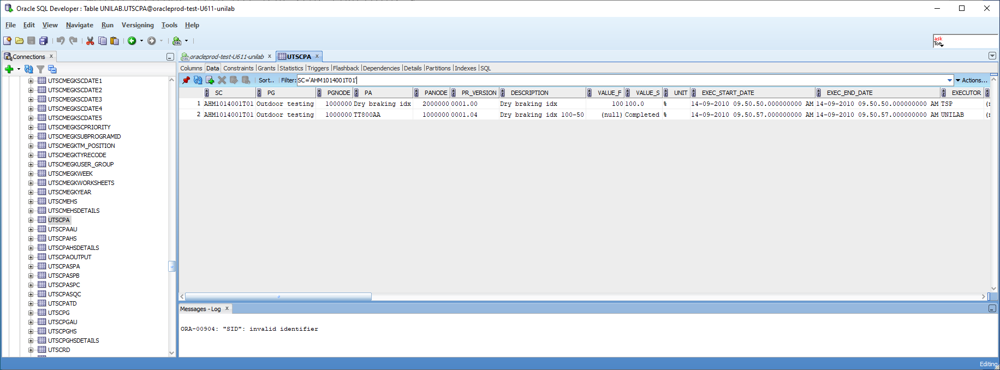 Oracle SQL Developer : Table UNILAB.UTSCPA@oracleprod-test-U611-unilab
File Edit View Navigate Run Versioning Tools Help
ask
Tom
Connections
oracleprod-test-U611-unilab
UTSCPA
Columns Data Constraints Grants Statistics Triggers Flashback Dependencies Details Partitions Indexes SQL
Sort.. Filter: SC='AHM1014001T01' Actions...
SC PG PGNODE PA PANODE PR_VERSION DESCRIPTION VALUE_F VALUE_S UNIT EXEC_START_DATE EXEC_END_DATE EXECUTOR
1 AHM1014001T01 Outdoor testing 1000000 Dry braking idx 2000000 0001.00 Dry braking idx 100 100.0 % 14-09-2010 09.50.50.000000000 AM 14-09-2010 09.50.50.000000000 AM TSP
2 AHM1014001T01 Outdoor testing 1000000 TT800AA 1000000 0001.04 Dry braking idx 100-50 (null) Completed % 14-09-2010 09.50.57.000000000 AM 14-09-2010 09.50.57.000000000 AM UNILAB
UTSCMEGKSCDATE1
UTSCMEGKSCDATE2
UTSCMEGKSCDATE3
UTSCMEGKSCDATE4
UTSCMEGKSCDATE5
UTSCMEGKSCPRIORITY
UTSCMEGKSUBPROGRAMID
UTSCMEGKTM_POSITION
UTSCMEGKTYRECODE
UTSCMEGKUSER_GROUP
UTSCMEGKWEEK
UTSCMEGKWORKSHEETS
UTSCMEGKYEAR
UTSCMEHS
UTSCMEHSDETAILS
UTSCPA
UTSCPAAU
UTSCPAHS
UTSCPAHSDETAILS
UTSCPAOUTPUT
UTSCPASPA
UTSCPASPB
UTSCPASPC
UTSCPASQC
UTSCPATD
UTSCPG
UTSCPGAU
UTSCPGHS
UTSCPGHSDETAILS
UTSCRD
Messages - Log
ORA-00904: "SID": invalid identifier
Editing